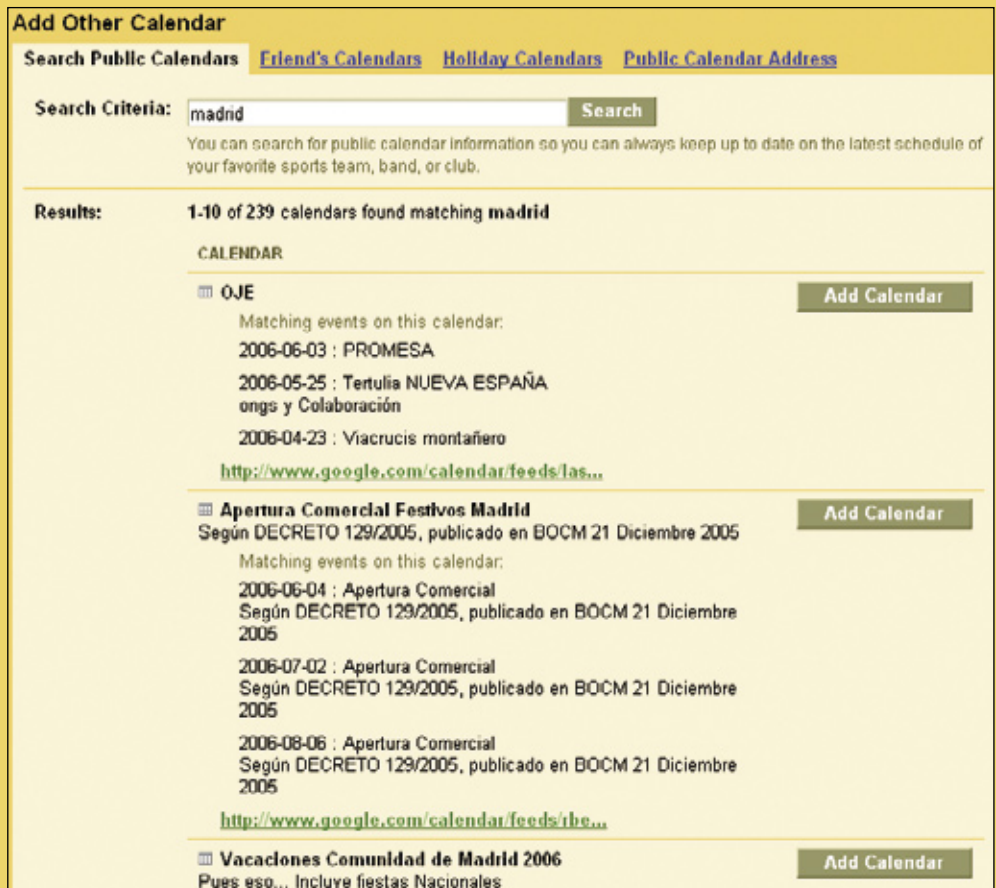 Add Other Calendar
Search Public Calendars Friend's Calendars Holiday Calendars Public Calendar Address
Search Criteria: madrid Search
You can search for public calendar information so you can always keep up to date on the latest schedule of
your favorite sports team, band, or club.
Results: 1-10 of 239 calendars found matching madrid
CALENDAR
OJE Add Calendar
Matching events on this calendar:
2006-06-03 : PROMESA
2006-05-25 : Tertulia NUEVA ESPAÑA
ongs y Colaboración
2006-04-23 : Viacrucis montañero
http://www.google.com/calendar/feeds/las...
Apertura Comercial Festivos Madrid Add Calendar
Según DECRETO 129/2005, publicado en BOCM 21 Diciembre 2005
Matching events on this calendar:
2006-06-04 : Apertura Comercial
Según DECRETO 129/2005, publicado en BOCM 21 Diciembre
2005
2006-07-02 : Apertura Comercial
Según DECRETO 129/2005, publicado en BOCM 21 Diciembre
2005
2006-08-06 : Apertura Comercial
Según DECRETO 129/2005, publicado en BOCM 21 Diciembre
2005
http://www.google.com/calendar/feeds/rbe...
Vacaciones Comunidad de Madrid 2006 Add Calendar
Pues eso... Incluye fiestas Nacionales